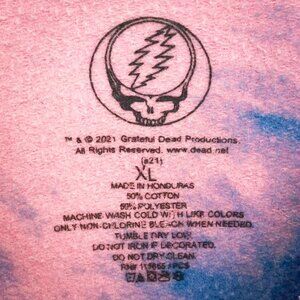 ™ & © 2021 Grateful Dead Productions.
All Rights Reserved. www.dead.net
(a21)
XL
MADE IN HONDURAS
50% COTTON
50% POLYESTER
MACHINE WASH COLD WITH LIKE COLORS
ONLY NON-CHLORINE BLEACH WHEN NEEDED
TUMBLE DRY LOW
DO NOT IRON IF DECORATED.
DO NOT DRY CLEAN.